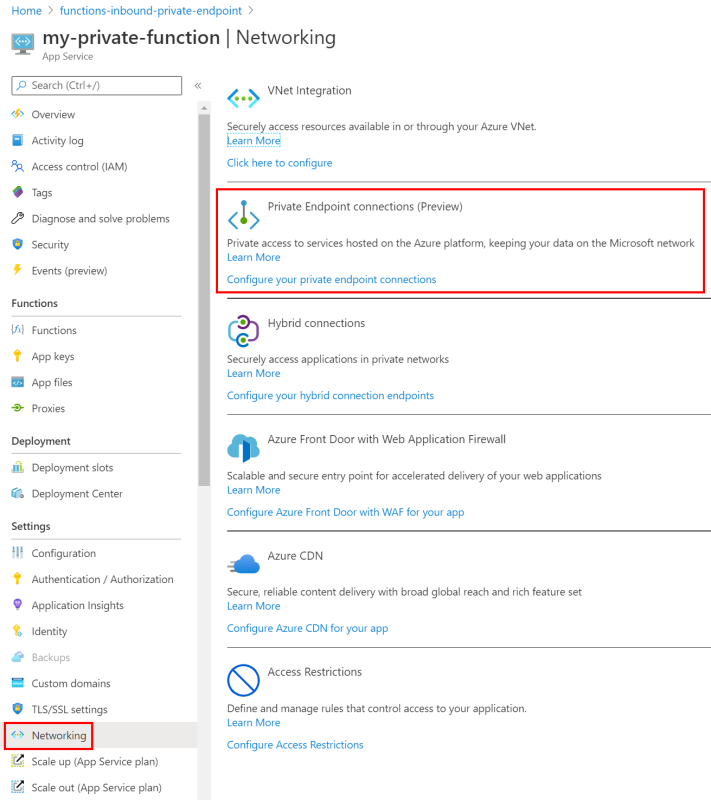 Home > functions-inbound-private-endpoint >
my-private-function | Networking
App Service
Search (Ctrl+/)
«
Overview
Activity log
Access control (IAM)
Tags
Diagnose and solve problems
Security
Events (preview)
Functions
Functions
App keys
App files
Proxies
Deployment
Deployment slots
Deployment Center
Settings
Configuration
Authentication / Authorization
Application Insights
Identity
Backups
Custom domains
TLS/SSL settings
Networking
Scale up (App Service plan)
Scale out (App Service plan)
VNet Integration
Securely access resources available in or through your Azure VNet.
Learn More
Click here to configure
Private Endpoint connections (Preview)
Private access to services hosted on the Azure platform, keeping your data on the Microsoft network
Learn More
Configure your private endpoint connections
Hybrid connections
Securely access applications in private networks
Learn More
Configure your hybrid connection endpoints
Azure Front Door with Web Application Firewall
Scalable and secure entry point for accelerated delivery of your web applications
Learn More
Configure Azure Front Door with WAF for your app
Azure CDN
Secure, reliable content delivery with broad global reach and rich feature set
Learn More
Configure Azure CDN for your app
Access Restrictions
Define and manage rules that control access to your application.
Learn More
Configure Access Restrictions